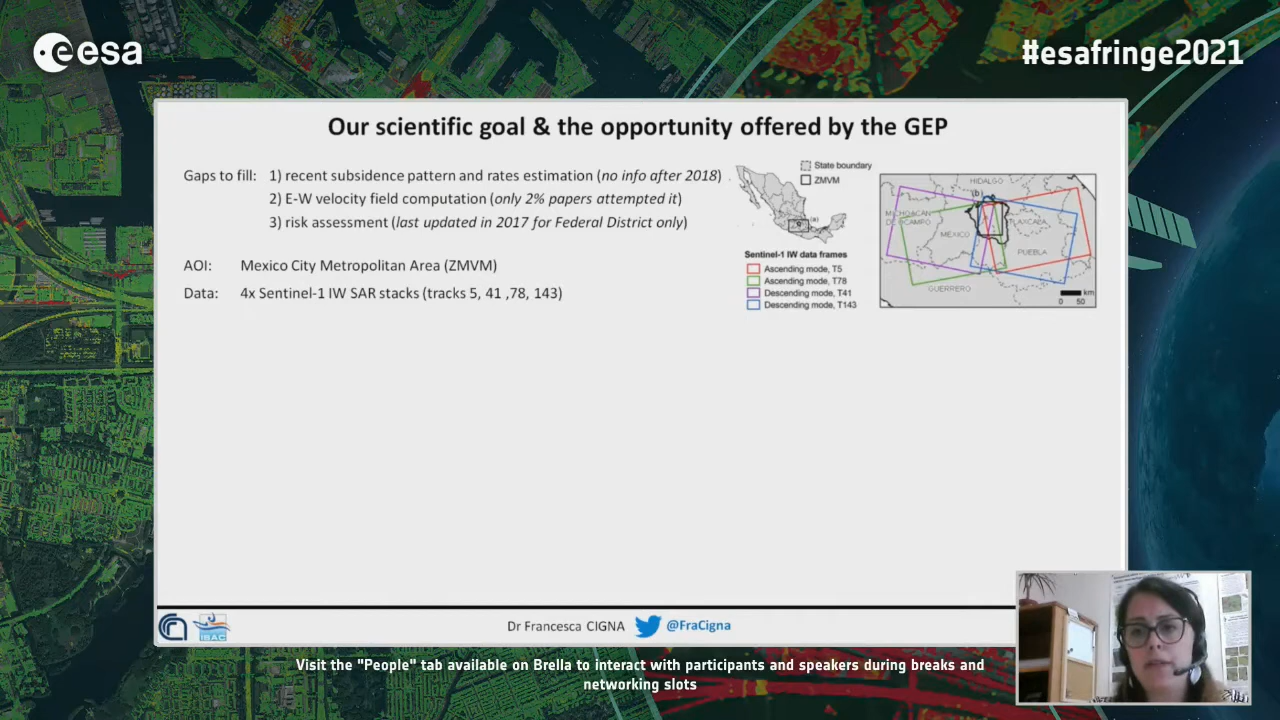 esa
#esafringe2021
Our scientific goal & the opportunity offered by the GEP
Gaps to fill: 1) recent subsidence pattern and rates estimation (no info after 2018)
2) E-W velocity field computation (only 2% papers attempted it)
3) risk assessment (last updated in 2017 for Federal District only)
AOI: Mexico City Metropolitan Area (ZMVM)
Data: 4x Sentinel-1 IW SAR stacks (tracks 5, 41 ,78, 143)
State boundary
ZMVM
(a)
Sentinel-1 IW data frames
Ascending mode, T5
Ascending mode, T78
Descending mode, T41
Descending mode, T143
HIDALGO
(b)
MICHOACAN
DE OCAMPO
TLAXCALA
MEXICO
PUEBLA
GUERRERO
km
0 50
ISAC
Dr Francesca CIGNA @FraCigna
Visit the "People" tab available on Brella to interact with participants and speakers during breaks and
networking slots